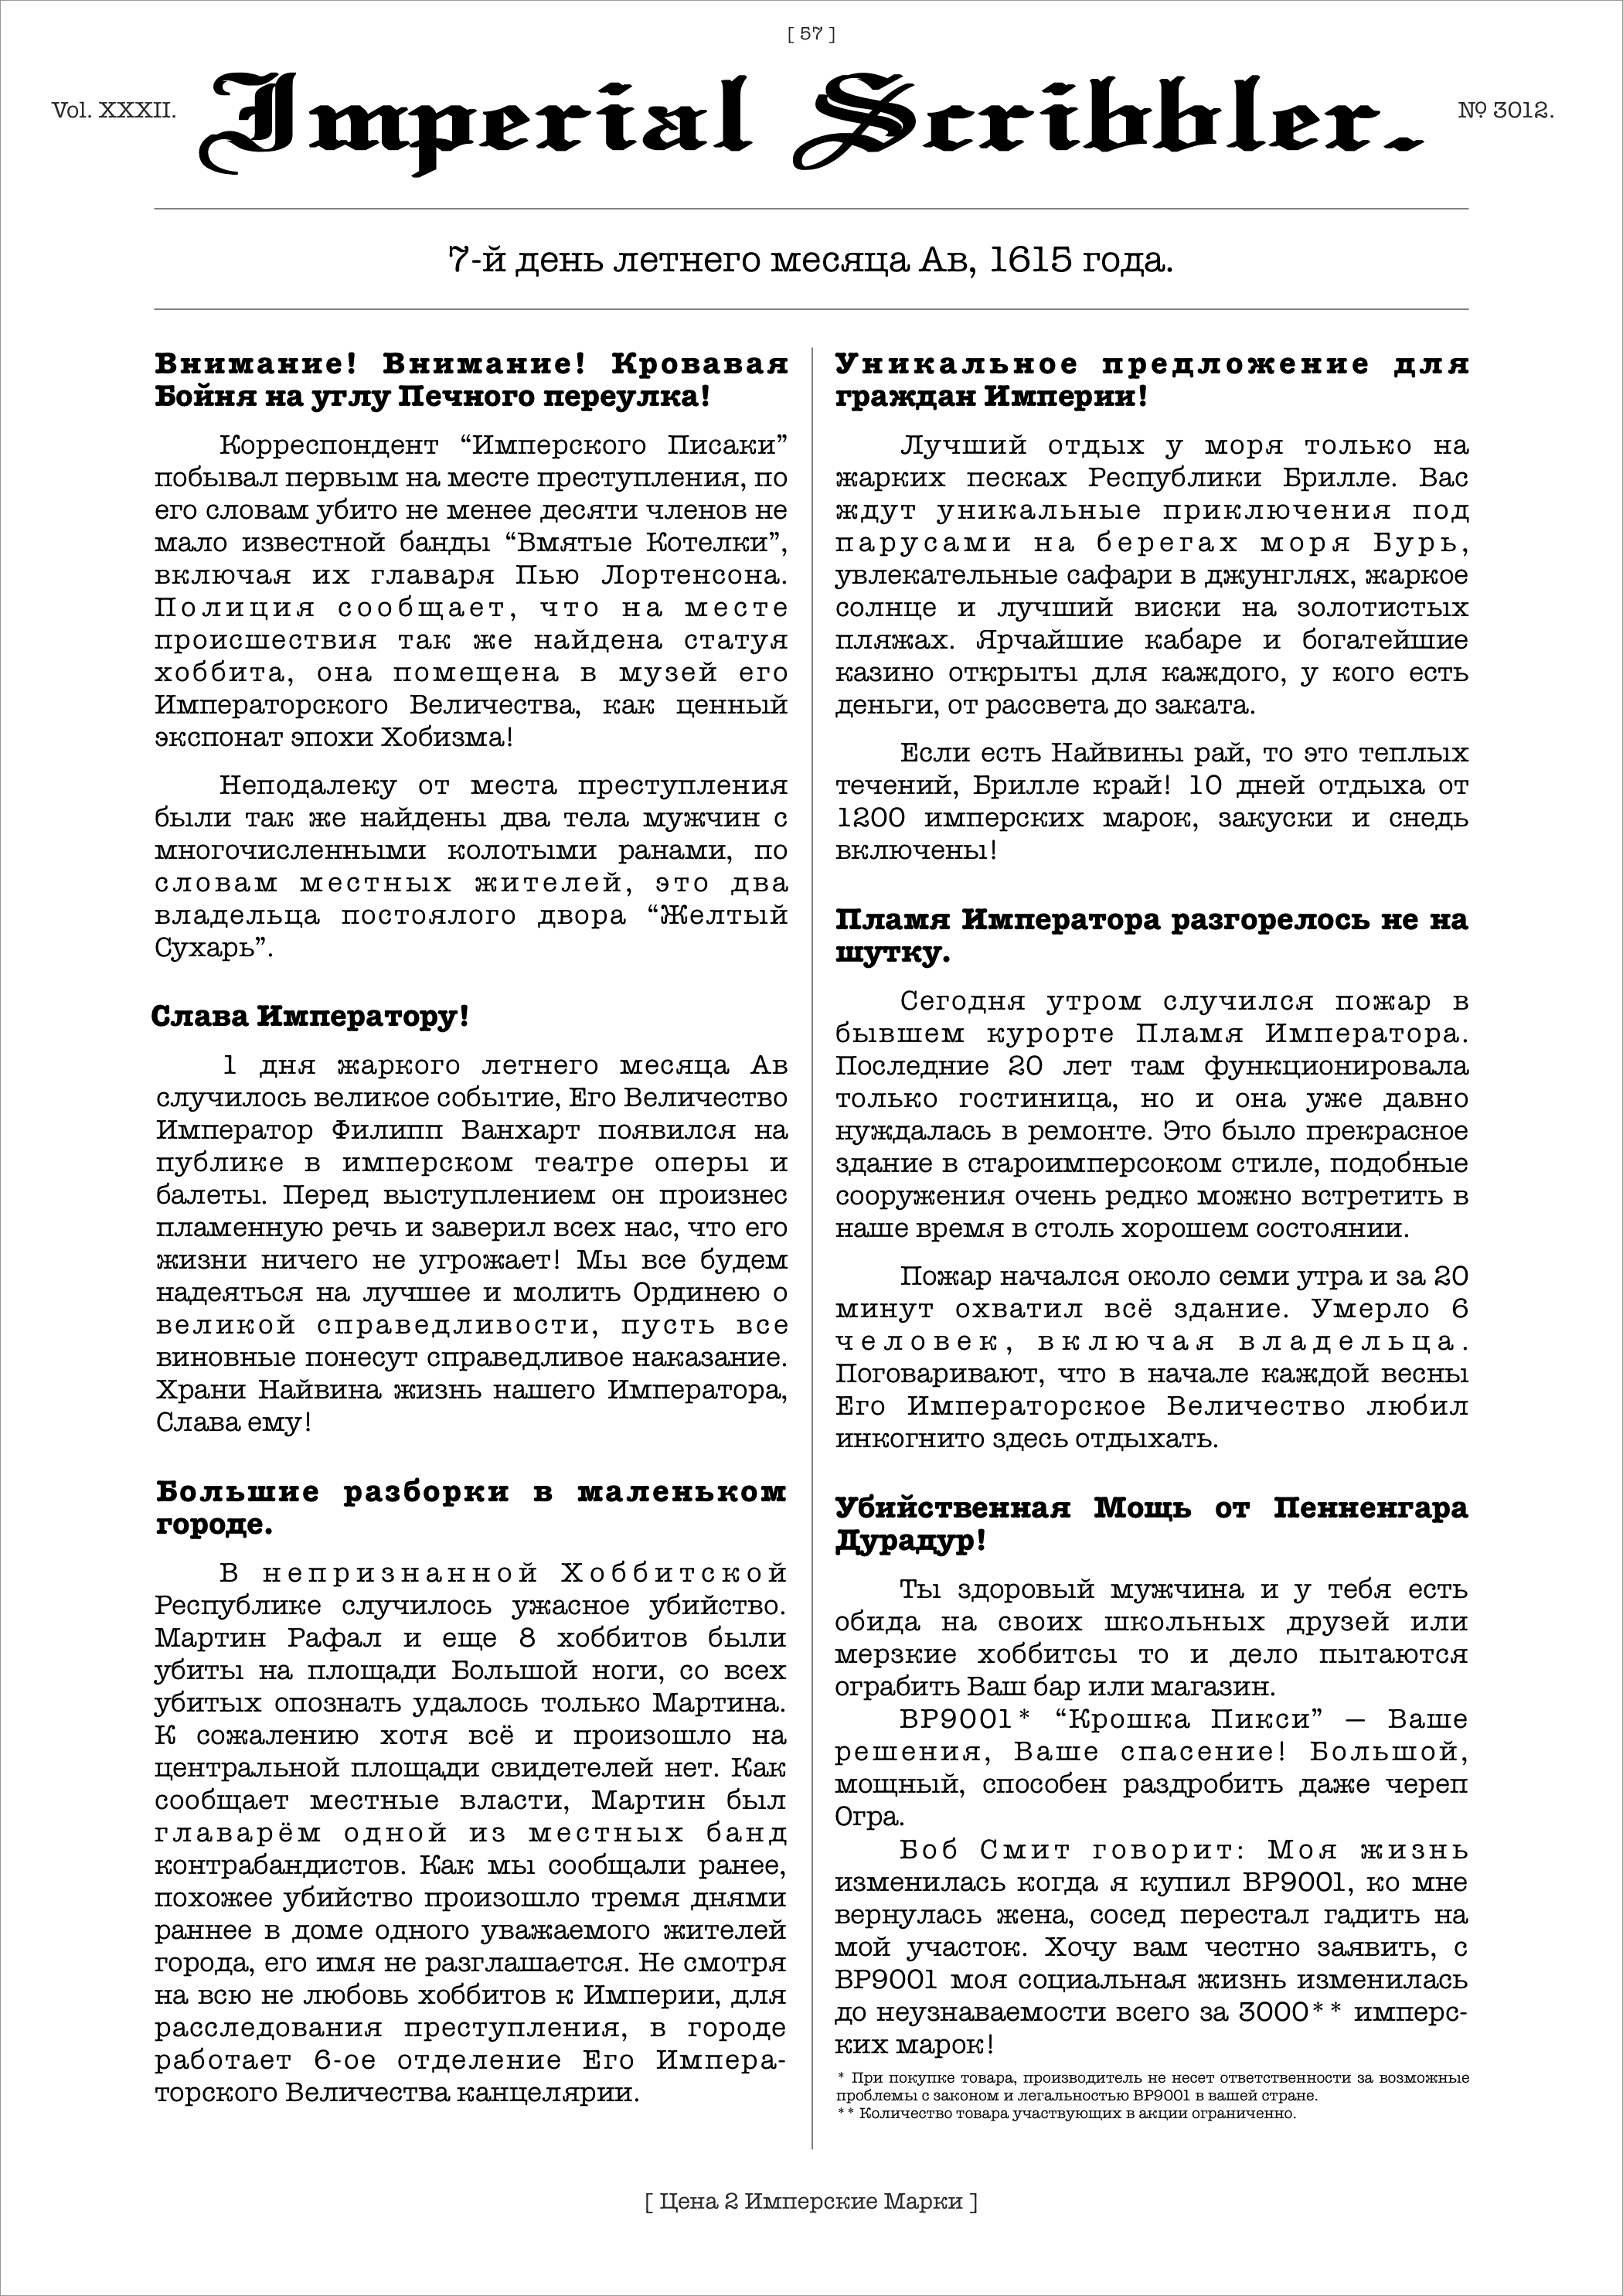 [ 57 ]
Vol. XXXII.
Imperial Scribbler.
№ 3012.
7-й день летнего месяца Ав, 1615 года.
Внимание! Внимание! Кровавая
Бойня на углу Печного переулка!
Корреспондент “Имперского Писаки”
побывал первым на месте преступления, по
его словам убито не менее десяти членов не
мало известной банды “Вмятые Котелки”,
включая их главаря Пью Лортенсона.
Полиция сообщает, что на месте
происшествия так же найдена статуя
хоббита, она помещена в музей его
Императорского Величества, как ценный
экспонат эпохи Хобизма!
Неподалеку от места преступления
были так же найдены два тела мужчин с
многочисленными колотыми ранами, по
словам местных жителей, это два
владельца постоялого двора “Желтый
Сухарь”.
Слава Императору!
1 дня жаркого летнего месяца Ав
случилось великое событие, Его Величество
Император Филипп Ванхарт появился на
публике в имперском театре оперы и
балеты. Перед выступлением он произнес
пламенную речь и заверил всех нас, что его
жизни ничего не угрожает! Мы все будем
надеяться на лучшее и молить Ординею о
великой справедливости, пусть все
виновные понесут справедливое наказание.
Храни Найвина жизнь нашего Императора,
Слава ему!
Большие разборки в маленьком
городе.
В непризнанной Хоббитской
Республике случилось ужасное убийство.
Мартин Рафал и еще 8 хоббитов были
убиты на площади Большой ноги, со всех
убитых опознать удалось только Мартина.
К сожалению хотя всё и произошло на
центральной площади свидетелей нет. Как
сообщает местные власти, Мартин был
главарём одной из местных банд
контрабандистов. Как мы сообщали ранее,
похожее убийство произошло тремя днями
раннее в доме одного уважаемого жителей
города, его имя не разглашается. Не смотря
на всю не любовь хоббитов к Империи, для
расследования преступления, в городе
работает 6-ое отделение Его Импера-
торского Величества канцелярии.
Уникальное предложение для
граждан Империи!
Лучший отдых у моря только на
жарких песках Республики Брилле. Вас
ждут уникальные приключения под
парусами на берегах моря Бурь,
увлекательные сафари в джунглях, жаркое
солнце и лучший виски на золотистых
пляжах. Ярчайшие кабаре и богатейшие
казино открыты для каждого, у кого есть
деньги, от рассвета до заката.
Если есть Найвины рай, то это теплых
течений, Брилле край! 10 дней отдыха от
1200 имперских марок, закуски и снедь
включены!
Пламя Императора разгорелось не на
шутку.
Сегодня утром случился пожар в
бывшем курорте Пламя Императора.
Последние 20 лет там функционировала
только гостиница, но и она уже давно
нуждалась в ремонте. Это было прекрасное
здание в староимперсоком стиле, подобные
сооружения очень редко можно встретить в
наше время в столь хорошем состоянии.
Пожар начался около семи утра и за 20
минут охватил всё здание. Умерло 6
человек, включая владельца.
Поговаривают, что в начале каждой весны
Его Императорское Величество любил
инкогнито здесь отдыхать.
Убийственная Мощь от Пенненгара
Дурадур!
Ты здоровый мужчина и у тебя есть
обида на своих школьных друзей или
мерзкие хоббитсы то и дело пытаются
ограбить Ваш бар или магазин.
BP9001* “Крошка Пикси” — Ваше
решения, Ваше спасение! Большой,
мощный, способен раздробить даже череп
Огра.
Боб Смит говорит: Моя жизнь
изменилась когда я купил BP9001, ко мне
вернулась жена, сосед перестал гадить на
мой участок. Хочу вам честно заявить, с
BP9001 моя социальная жизнь изменилась
до неузнаваемости всего за 3000** имперс-
ких марок!
* При покупке товара, производитель не несет ответственности за возможные
проблемы с законом и легальностью BP9001 в вашей стране.
** Количество товара участвующих в акции ограниченно.
[ Цена 2 Имперские Марки ]